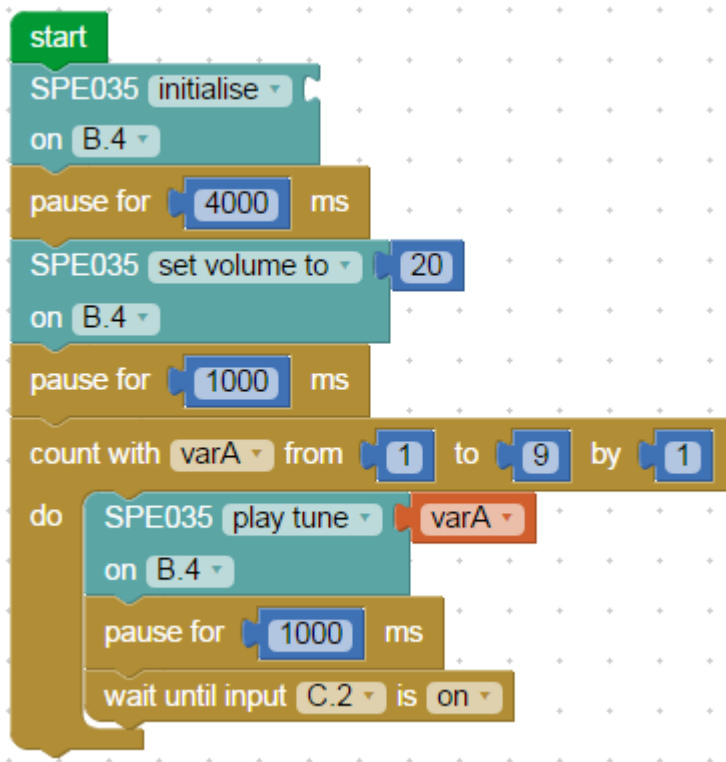 start
SPE035 initialise
on B.4
pause for 4000 ms
SPE035 set volume to 20
on B.4
pause for 1000 ms
count with varA from 1 to 9 by 1
do SPE035 play tune varA
on B.4
pause for 1000 ms
wait until input C.2 is on